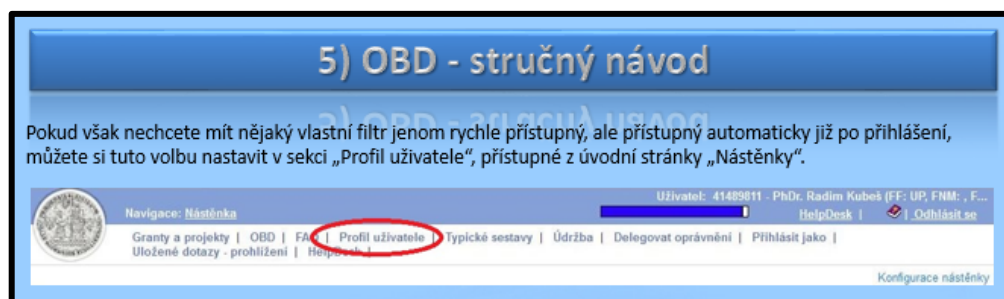 5) OBD - stručný návod
Pokud však nechcete mít nějaký vlastní filtr jenom rychle přístupný, ale přístupný automaticky již po přihlášení,
můžete si tuto volbu nastavit v sekci „Profil uživatele“, přístupné z úvodní stránky „Nástěnky“.
Uživatel: 41489811 - PhDr. Radim Kubeš (FF: UP, FNM: , F...
Navigace: Nástěnka
HelpDesk | | Odhlásit se
Granty a projekty | OBD | FAQ | Profil uživatele | Typické sestavy | Údržba | Delegovat oprávnění | Přihlásit jako |
Uložené dotazy - prohlížení | HelpDesk |
Konfigurace nástěnky